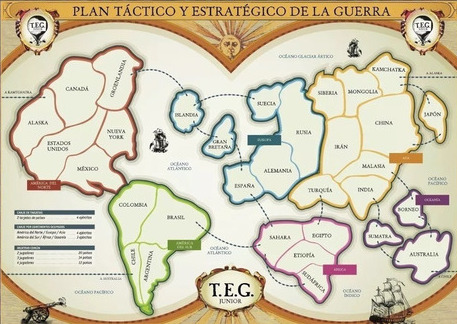 PLAN TÁCTICO Y ESTRATÉGICO DE LA GUERRA
T.E.G.
T.E.G.
OCÉANO GLACIAR ÁRTICO
A KAMCHATKA
A ALASKA
GROENLANDIA
CANADÁ
ALASKA
ESTADOS
UNIDOS
NUEVA
YORK
MÉXICO
AMÉRICA DEL
NORTE
ISLANDIA
GRAN
BRETAÑA
SUECIA
RUSIA
EUROPA
ALEMANIA
ESPAÑA
KAMCHATKA
SIBERIA
MONGOLIA
CHINA
JAPÓN
IRÁN
MALASIA
ASIA
TURQUÍA
INDIA
OCÉANO
ATLÁNTICO
OCÉANO
PACÍFICO
COLOMBIA
BRASIL
CHILE
ARGENTINA
AMÉRICA
DEL SUR
OCÉANO
ATLÁNTICO
SAHARA
EGIPTO
ETIOPÍA
SUDÁFRICA
ÁFRICA
OCEANÍA
BORNEO
SUMATRA
AUSTRALIA
A AUSTRALIA
OCÉANO PACÍFICO
OCÉANO
ÍNDICO
T.E.G.
JUNIOR